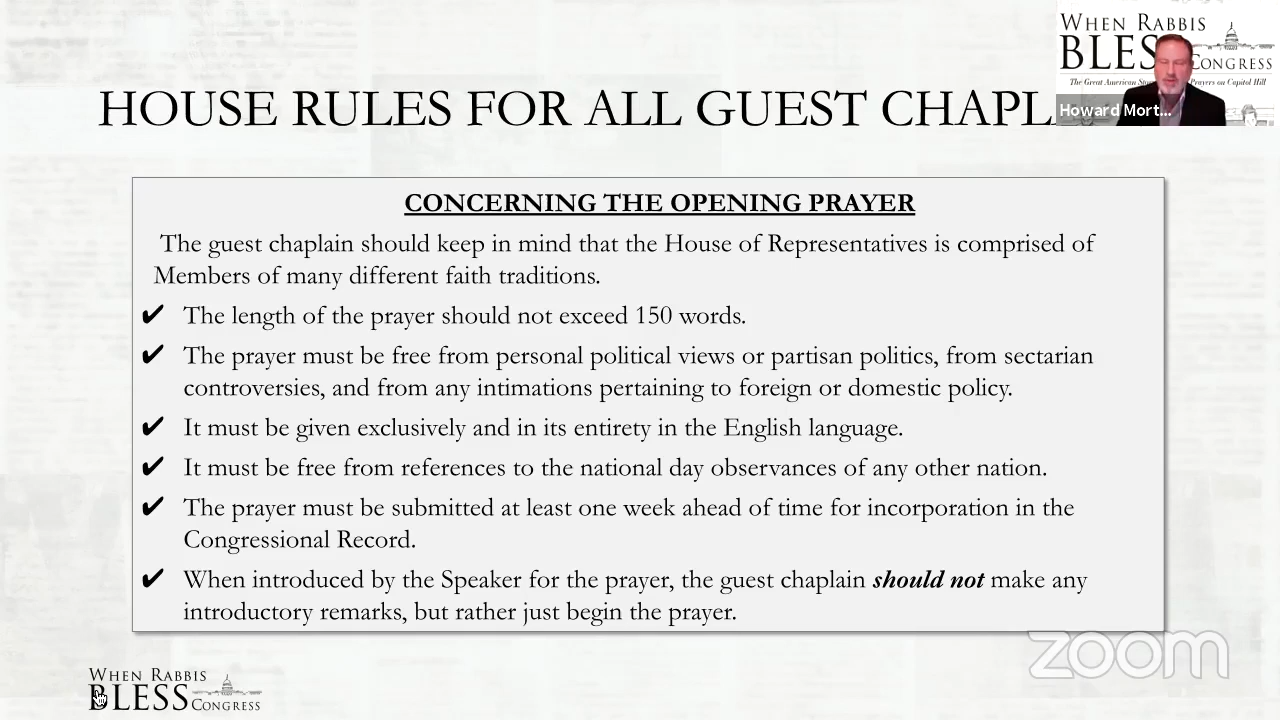 WHEN RABBIS
CONGRESS
The Great American
Prayers on Capitol Hill
Howard Mort...
HOUSE RULES FOR ALL GUEST
CONCERNING THE OPENING PRAYER
The guest chaplain should keep in mind that the House of Representatives is comprised of
Members of many different faith traditions.
✔ The length of the prayer should not exceed 150 words.
✔ The prayer must be free from personal political views or partisan politics, from sectarian
controversies, and from any intimations pertaining to foreign or domestic policy.
✔ It must be given exclusively and in its entirety in the English language.
✔ It must be free from references to the national day observances of any other nation.
✔ The prayer must be submitted at least one week ahead of time for incorporation in the
Congressional Record.
✔ When introduced by the Speaker for the prayer, the guest chaplain should not make any
introductory remarks, but rather just begin the prayer.
zoom
WHEN RABBIS
BLESS CONGRESS